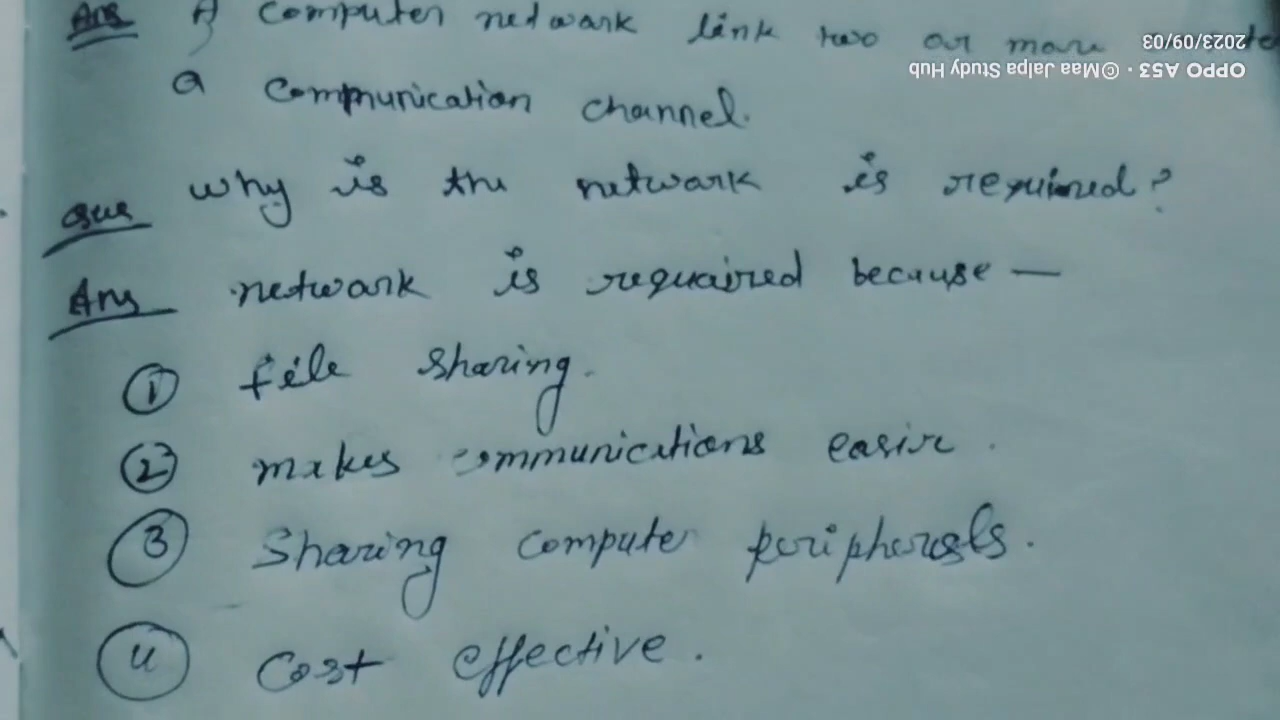 Ans A Computer network link two or more
a communication channel.
Que Why is the network is required?
Ans network is requaired because —
① file sharing.
② makes communications easir.
③ Sharing computer peripherals.
④ Cost effective.
2023/09/03
OPPO A53 · ©Maa Jalpa Study Hub